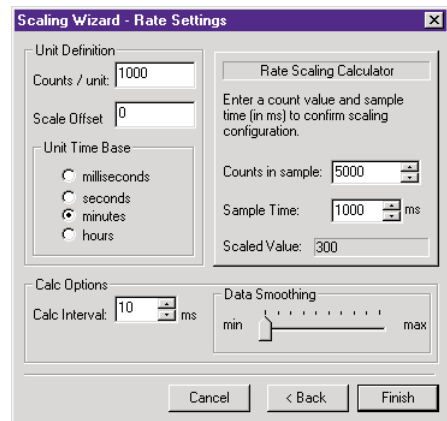 Scaling Wizard - Rate Settings
Unit Definition
Counts / unit: 1000
Scale Offset 0
Unit Time Base
milliseconds
seconds
minutes
hours
Rate Scaling Calculator
Enter a count value and sample
time (in ms) to confirm scaling
configuration.
Counts in sample: 5000
Sample Time: 1000 ms
Scaled Value: 300
Calc Options
Calc Interval: 10 ms
Data Smoothing
min max
Cancel < Back Finish